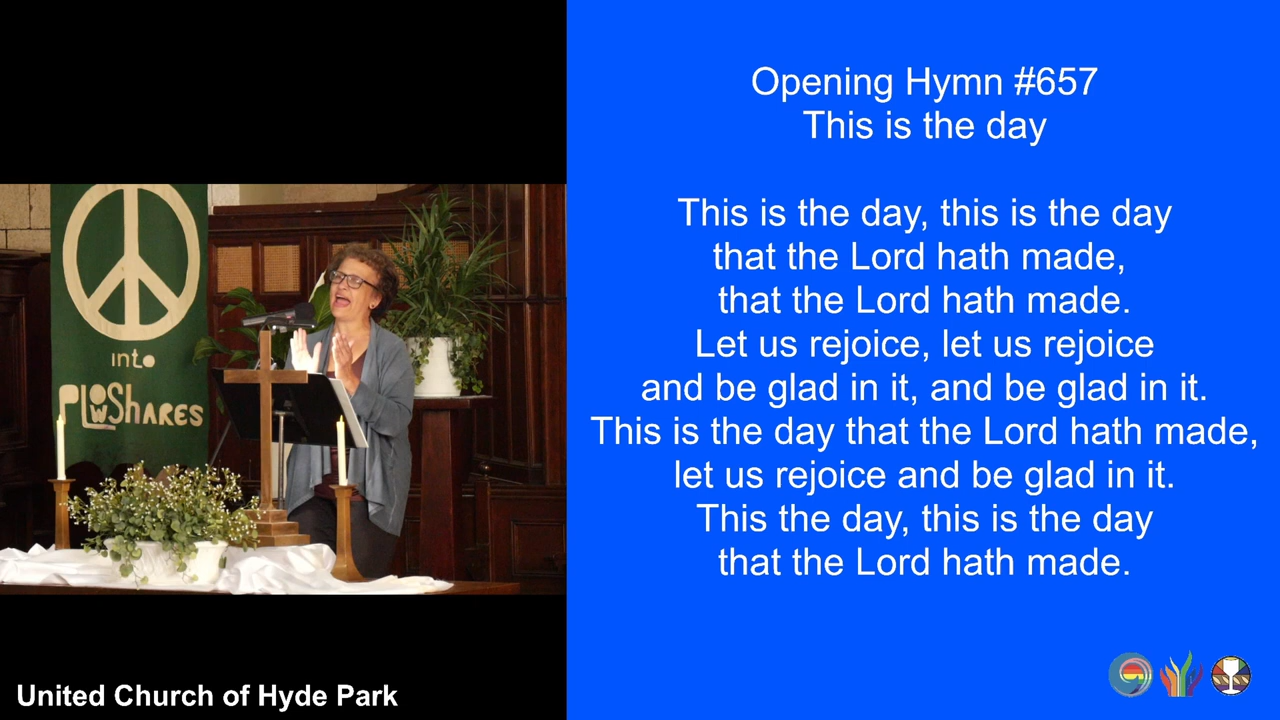 into
PLOWSHARES
United Church of Hyde Park
Opening Hymn #657
This is the day
This is the day, this is the day
that the Lord hath made,
that the Lord hath made.
Let us rejoice, let us rejoice
and be glad in it, and be glad in it.
This is the day that the Lord hath made,
let us rejoice and be glad in it.
This the day, this is the day
that the Lord hath made.